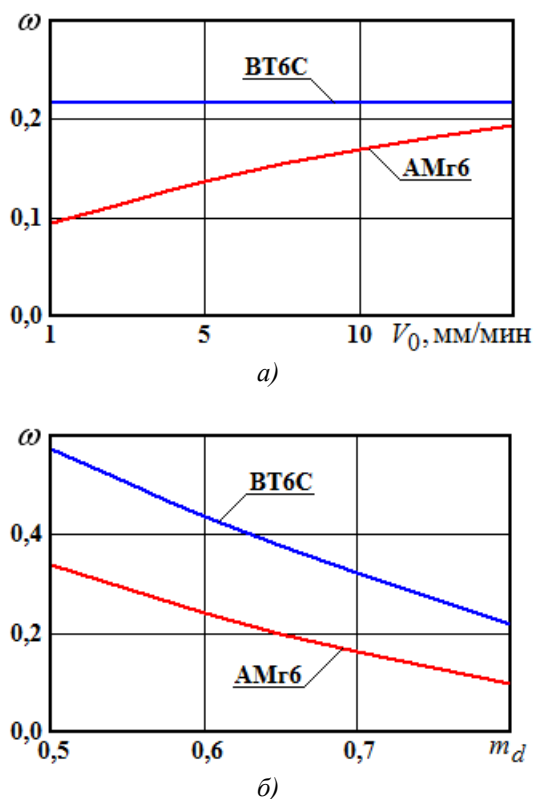 ω
ВТ6С
0,2
АМг6
0,1
0,0
1 5 10 V0, мм/мин
а)
ω
ВТ6С
0,4
0,2
АМг6
0,0
0,5 0,6 0,7 md
б)